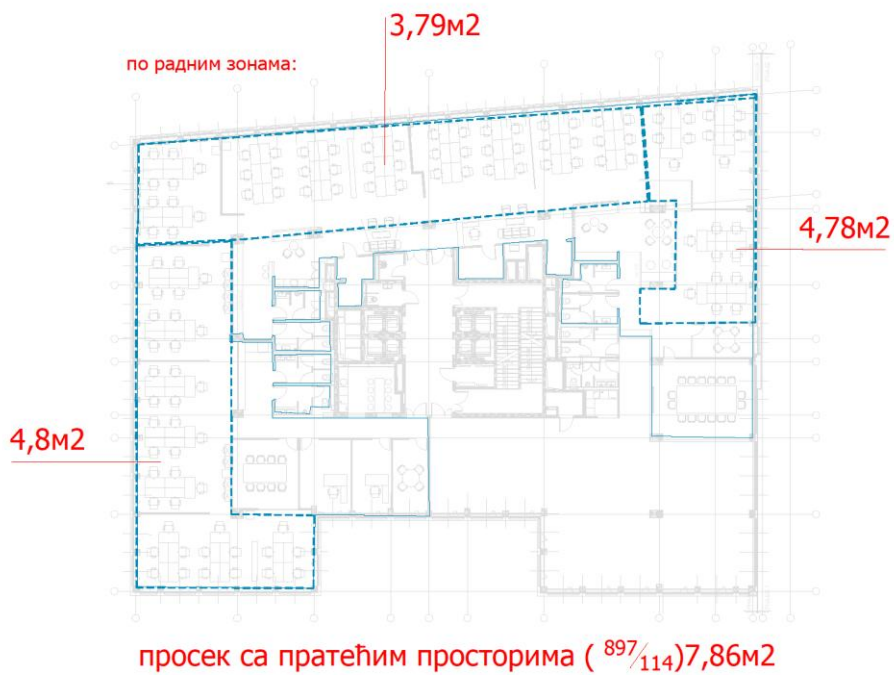 3,79м2
по радним зонама:
4,78м2
4,8м2
просек са пратећим просторима ( 897/114)7,86м2